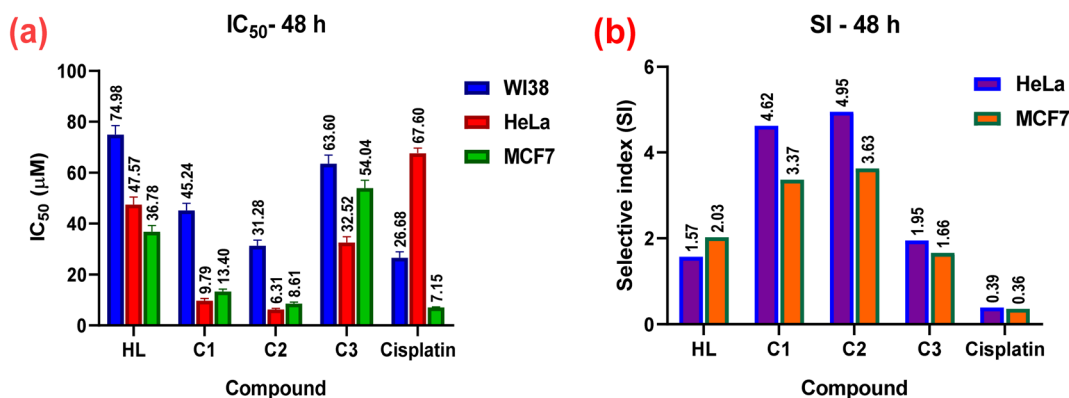 (a)
IC50- 48 h
IC50 (μM)
100
80
60
40
20
0
74.98
47.57
36.78
45.24
9.79
13.40
31.28
6.31
8.61
63.60
32.52
54.04
26.68
67.60
7.15
WI38
HeLa
MCF7
HL
C1
C2
C3
Cisplatin
Compound
(b)
SI - 48 h
Selective index (SI)
6
4
2
0
1.57
2.03
4.62
3.37
4.95
3.63
1.95
1.66
0.39
0.36
HeLa
MCF7
HL
C1
C2
C3
Cisplatin
Compound